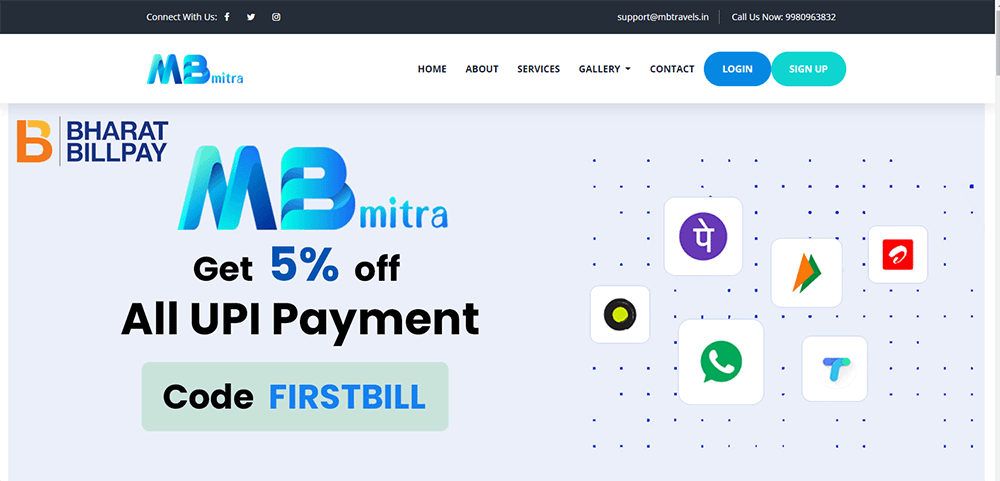 Connect With Us:
support@mbtravels.in
Call Us Now: 9980963832
MB mitra
HOME
ABOUT
SERVICES
GALLERY
CONTACT
LOGIN
SIGN UP
B BHARAT
BILLPAY
MB mitra
Get 5% off
All UPI Payment
Code FIRSTBILL
पे